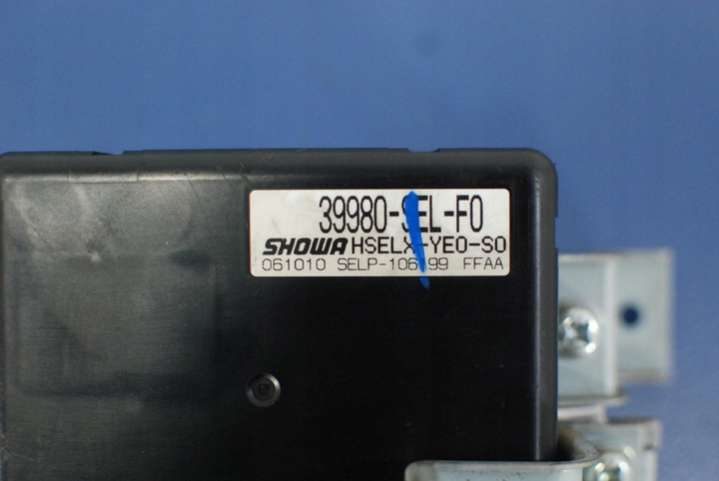 39980-SEL-F0
SHOWA HSELX-YE0-S0
061010 SELP-106199 FFAA